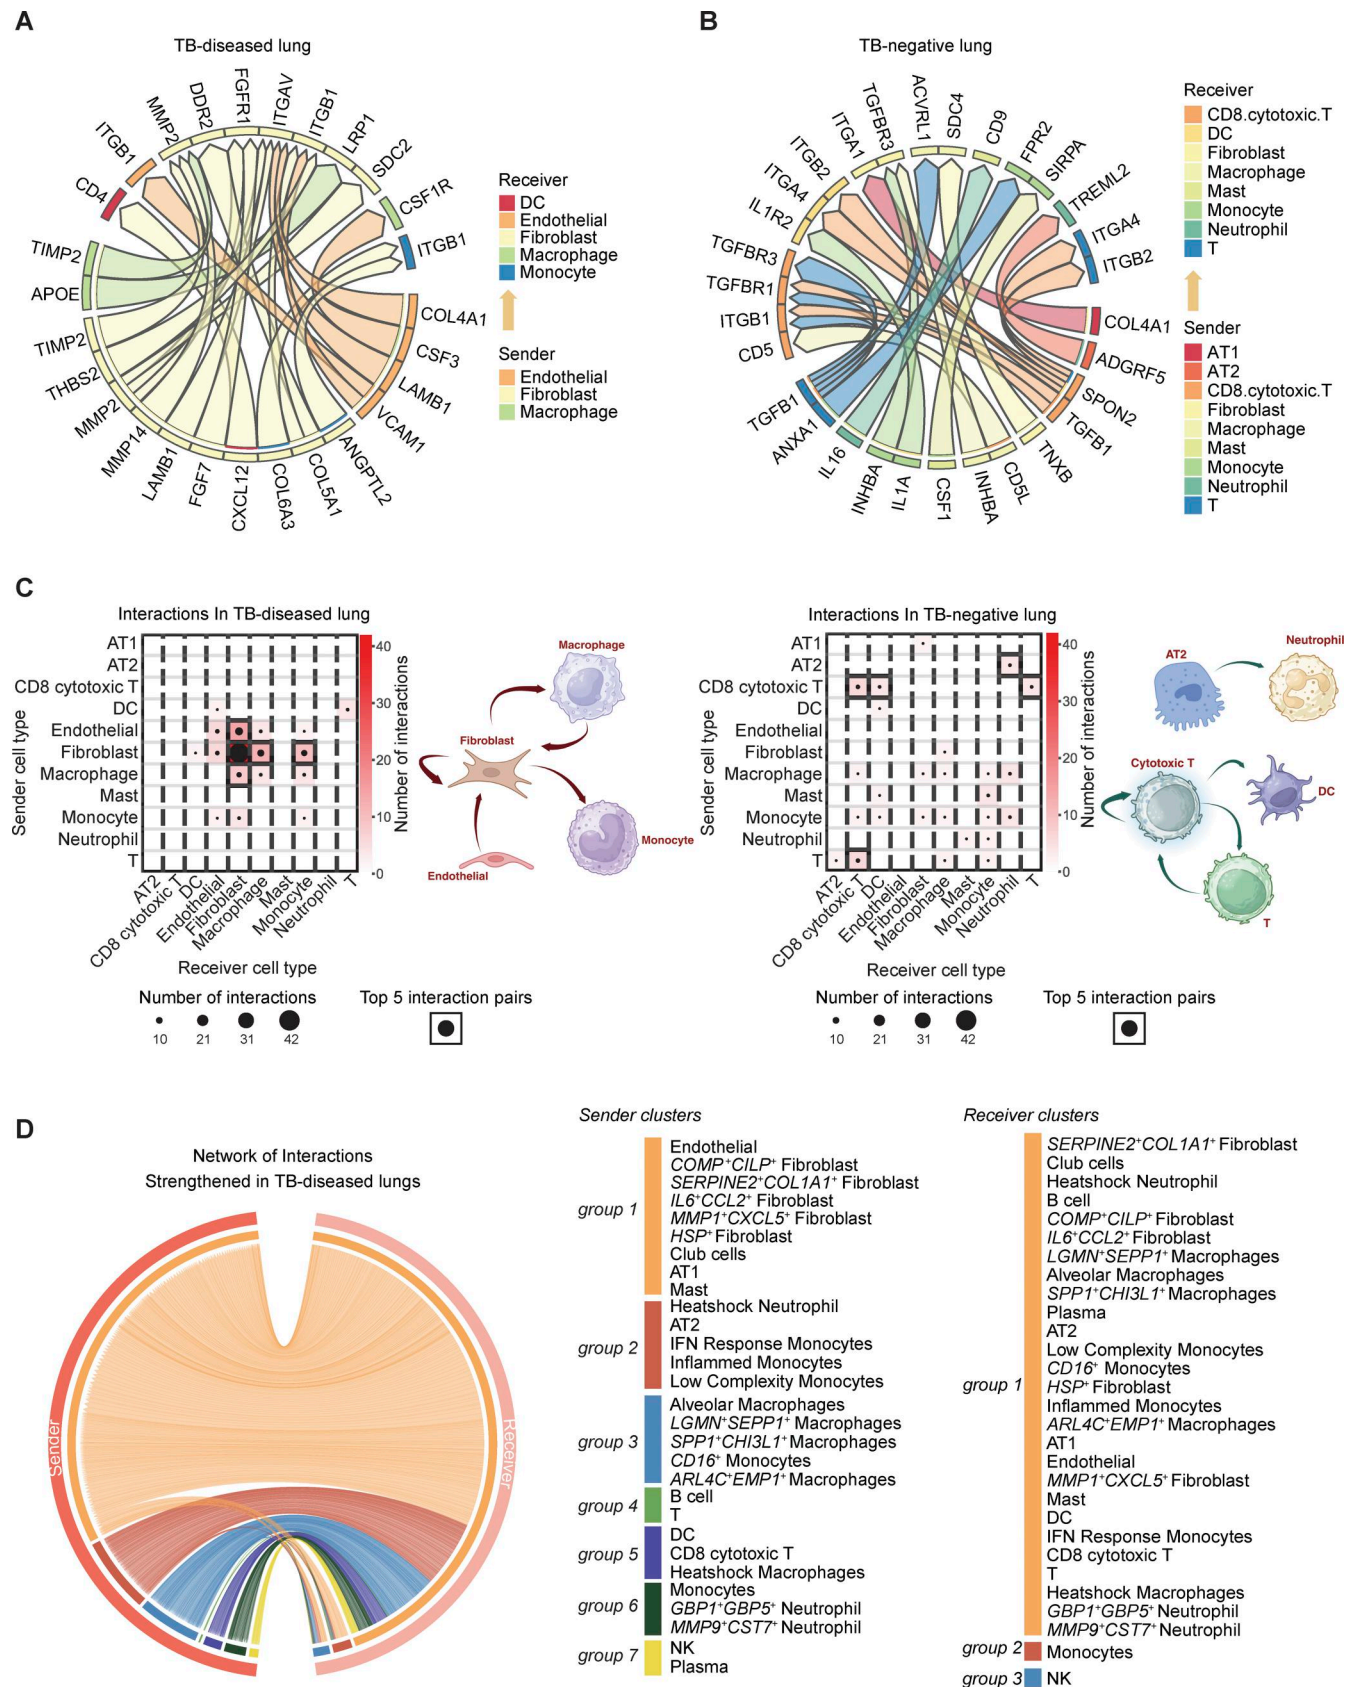 A
TB-diseased lung
TIMP2
APOE
CD4
ITGB1
MMP2
DDR2
FGFR1
ITGAV
ITGB1
LRP1
SDC2
CSF1R
ITGB1
COL4A1
CSF3
LAMB1
VCAM1
ANGPTL2
COL5A1
COL6A3
CXCL12
FGF7
LAMB1
MMP14
MMP2
THBS2
TIMP2
Receiver
DC
Endothelial
Fibroblast
Macrophage
Monocyte
Sender
Endothelial
Fibroblast
Macrophage
B
TB-negative lung
CD5
ITGB1
TGFBR1
TGFBR3
IL1R2
ITGA4
ITGB2
ITGA1
TGFBR3
ACVRL1
SDC4
CD9
FPR2
SIRPA
TREML2
ITGA4
ITGB2
COL4A1
ADGRF5
SPON2
TGFB1
TNXB
CD5L
INHBA
CSF1
IL1A
INHBA
IL16
ANXA1
TGFB1
Receiver
CD8.cytotoxic.T
DC
Fibroblast
Macrophage
Mast
Monocyte
Neutrophil
T
Sender
AT1
AT2
CD8.cytotoxic.T
Fibroblast
Macrophage
Mast
Monocyte
Neutrophil
T
C
Interactions In TB-diseased lung
Sender cell type
AT1
AT2
CD8 cytotoxic T
DC
Endothelial
Fibroblast
Macrophage
Mast
Monocyte
Neutrophil
T
AT2
CD8 cytotoxic T
DC
Endothelial
Fibroblast
Macrophage
Mast
Monocyte
Neutrophil
T
Receiver cell type
40
30
20
10
0
Number of interactions
Macrophage
Fibroblast
Monocyte
Endothelial
Number of interactions
10
21
31
42
Top 5 interaction pairs
Interactions In TB-negative lung
Sender cell type
AT1
AT2
CD8 cytotoxic T
DC
Endothelial
Fibroblast
Macrophage
Mast
Monocyte
Neutrophil
T
AT2
CD8 cytotoxic T
DC
Endothelial
Fibroblast
Macrophage
Mast
Monocyte
Neutrophil
T
Receiver cell type
40
30
20
10
0
Number of interactions
AT2
Neutrophil
Cytotoxic T
DC
T
Number of interactions
10
21
31
42
Top 5 interaction pairs
D
Network of Interactions
Strengthened in TB-diseased lungs
Sender
Receiver
Sender clusters
group 1
Endothelial
COMP⁺CILP⁺ Fibroblast
SERPINE2⁺COL1A1⁺ Fibroblast
IL6⁺CCL2⁺ Fibroblast
MMP1⁺CXCL5⁺ Fibroblast
HSP⁺ Fibroblast
Club cells
AT1
Mast
group 2
Heatshock Neutrophil
AT2
IFN Response Monocytes
Inflammed Monocytes
Low Complexity Monocytes
group 3
Alveolar Macrophages
LGMN⁺SEPP1⁺ Macrophages
SPP1⁺CHI3L1⁺ Macrophages
CD16⁺ Monocytes
ARL4C⁺EMP1⁺ Macrophages
group 4
B cell
T
group 5
DC
CD8 cytotoxic T
Heatshock Macrophages
group 6
Monocytes
GBP1⁺GBP5⁺ Neutrophil
MMP9⁺CST7⁺ Neutrophil
group 7
NK
Plasma
Receiver clusters
group 1
SERPINE2⁺COL1A1⁺ Fibroblast
Club cells
Heatshock Neutrophil
B cell
COMP⁺CILP⁺ Fibroblast
IL6⁺CCL2⁺ Fibroblast
LGMN⁺SEPP1⁺ Macrophages
Alveolar Macrophages
SPP1⁺CHI3L1⁺ Macrophages
Plasma
AT2
Low Complexity Monocytes
CD16⁺ Monocytes
HSP⁺ Fibroblast
Inflammed Monocytes
ARL4C⁺EMP1⁺ Macrophages
AT1
Endothelial
MMP1⁺CXCL5⁺ Fibroblast
Mast
DC
IFN Response Monocytes
CD8 cytotoxic T
T
Heatshock Macrophages
GBP1⁺GBP5⁺ Neutrophil
MMP9⁺CST7⁺ Neutrophil
group 2
Monocytes
group 3
NK